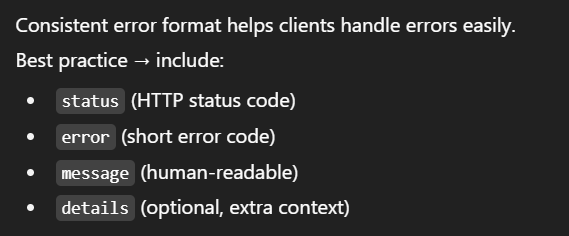 Consistent error format helps clients handle errors easily.
Best practice → include:
• status (HTTP status code)
• error (short error code)
• message (human-readable)
• details (optional, extra context)